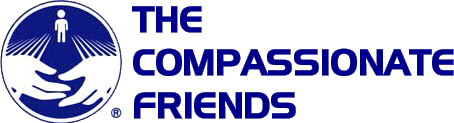 THE
COMPASSIONATE
FRIENDS
®